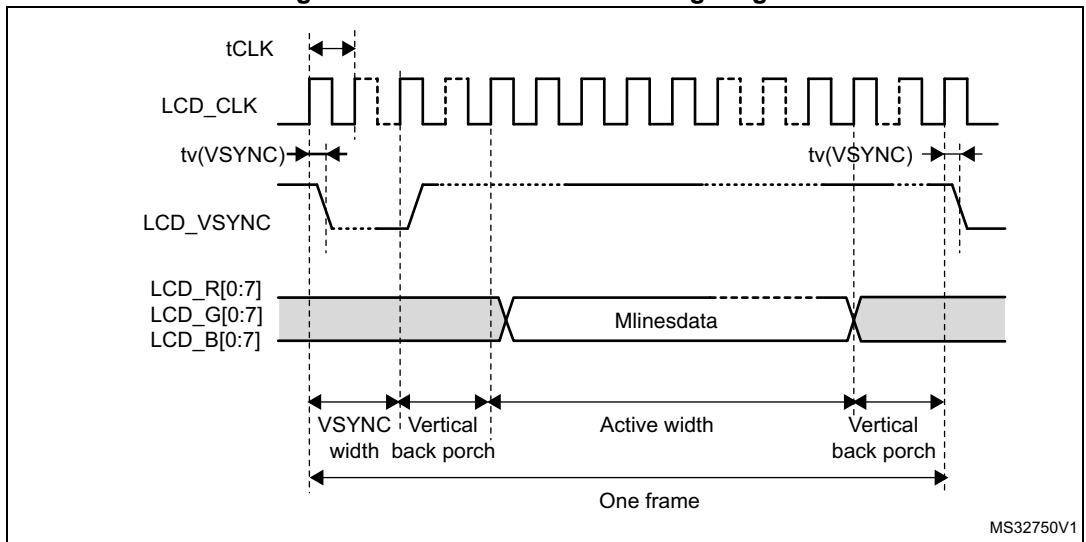 tCLK
LCD_CLK
tv(VSYNC)
tv(VSYNC)
LCD_VSYNC
LCD_R[0:7]
LCD_G[0:7]
LCD_B[0:7]
Mlinesdata
VSYNC width
Vertical back porch
Active width
Vertical back porch
One frame
MS32750V1